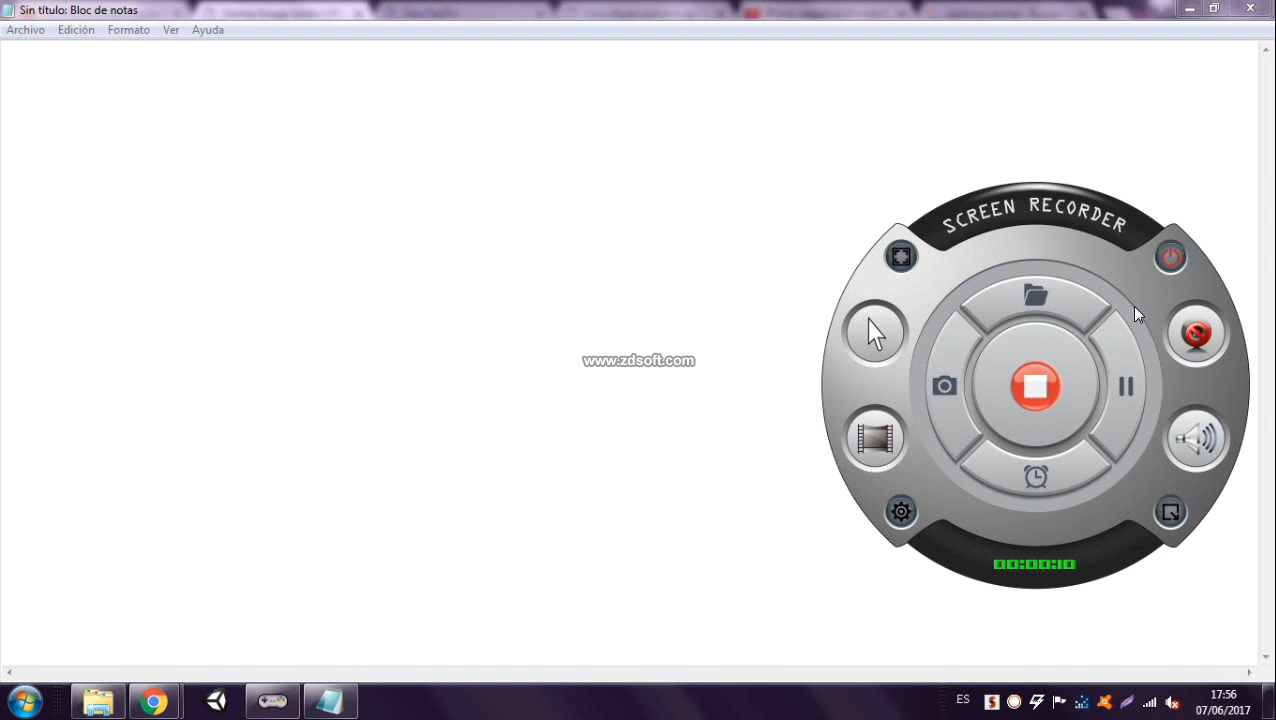 Sin título: Bloc de notas
Archivo Edición Formato Ver Ayuda
SCREEN RECORDER
www.zdsoft.com
00:00:10
ES
17:56
07/06/2017